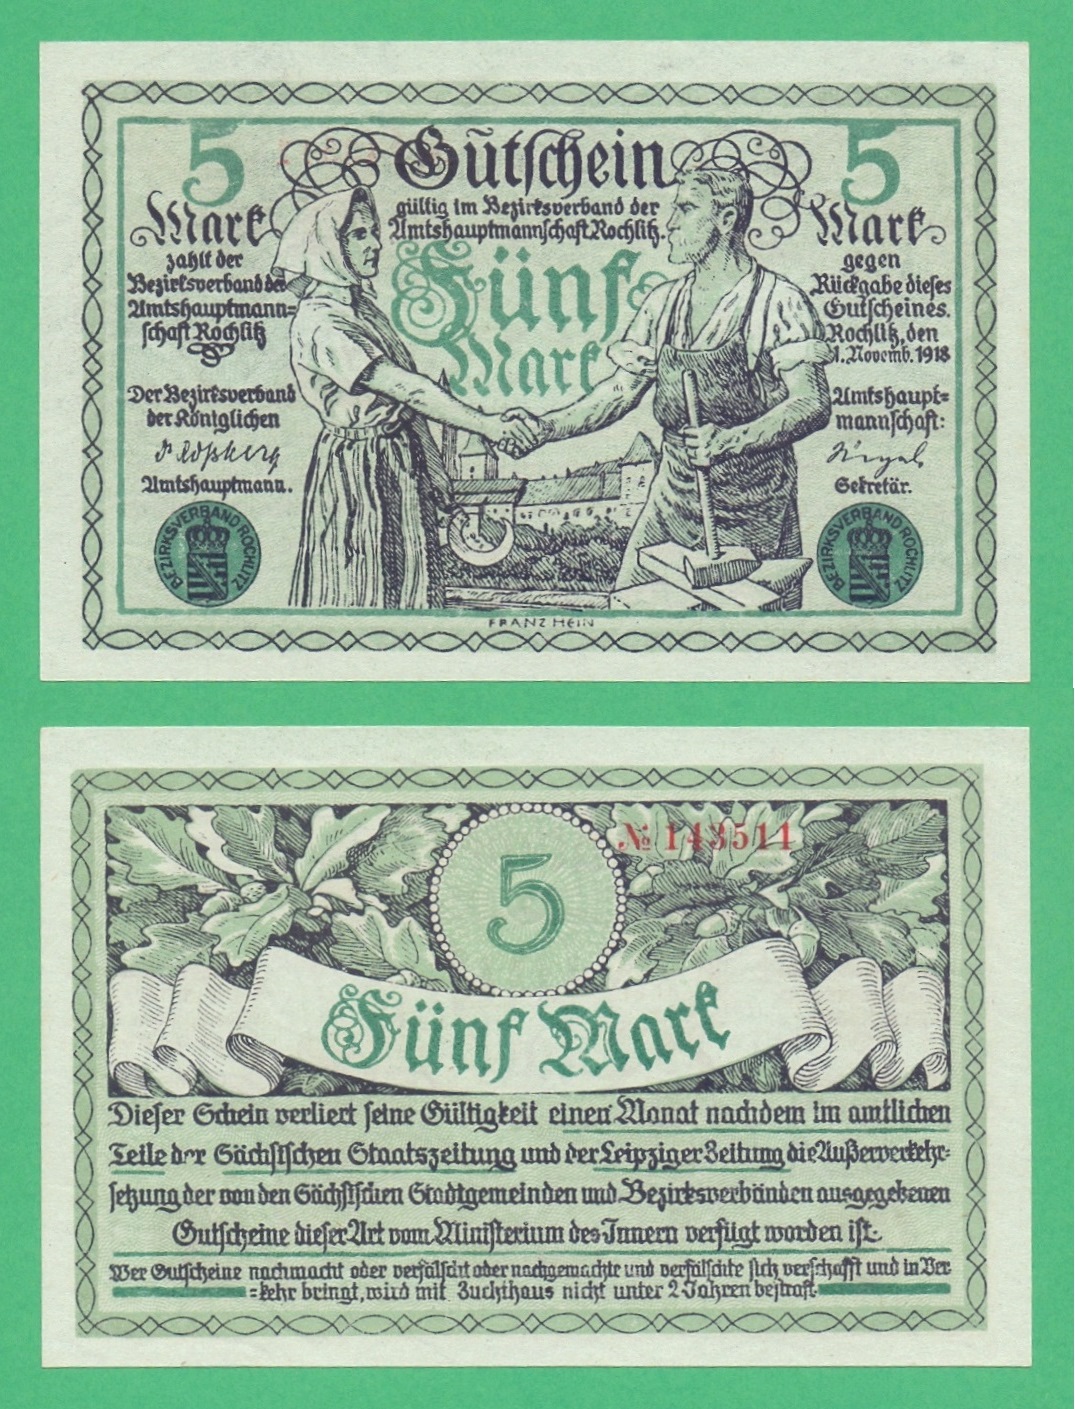 5
Mark
zahlt der
Bezirksverband der
Amtshauptmann=
schaft Rochlitz
Der Bezirksverband
der Königlichen
Amtshauptmann.
BEZIRKSVERBAND ROCHLITZ
Gutschein
gültig im Bezirksverband der
Amtshauptmannschaft Rochlitz.
Fünf
Mark
5
Mark
gegen
Rückgabe dieses
Gutscheines.
Rochlitz, den
1. Novemb. 1918
Amtshaupt=
mannschaft:
Sekretär.
BEZIRKSVERBAND ROCHLITZ
FRANZ HEIN
№ 143511
5
Fünf Mark
Dieser Schein verliert seine Gültigkeit einen Monat nachdem im amtlichen
Teile der Sächsischen Staatszeitung und der Leipziger Zeitung die Außerverkehr=
setzung der von den Sächsischen Stadtgemeinden und Bezirksverbänden ausgegebenen
Gutscheine dieser Art vom Ministerium des Innern verfügt worden ist.
Wer Gutscheine nachmacht oder verfälscht oder nachgemachte und verfälschte sich verschafft und in Ver=
=kehr bringt, wird mit Zuchthaus nicht unter 2 Jahren bestraft